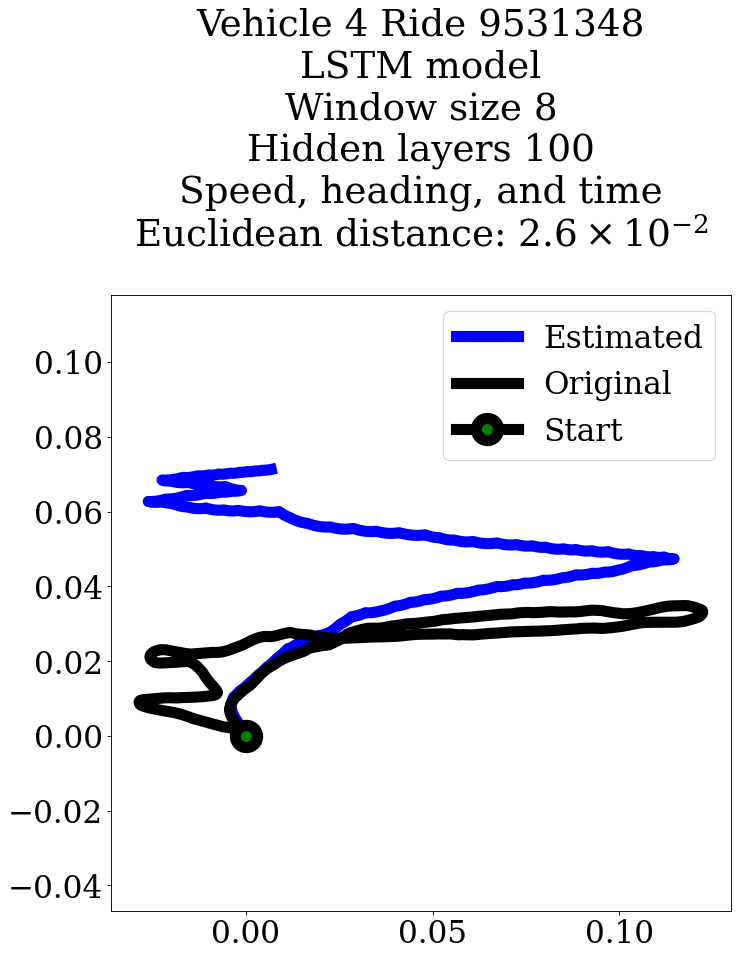 Vehicle 4 Ride 9531348
LSTM model
Window size 8
Hidden layers 100
Speed, heading, and time
Euclidean distance: 2.6 × 10⁻²
Estimated
Original
Start
0.10
0.08
0.06
0.04
0.02
0.00
−0.02
−0.04
0.00 0.05 0.10